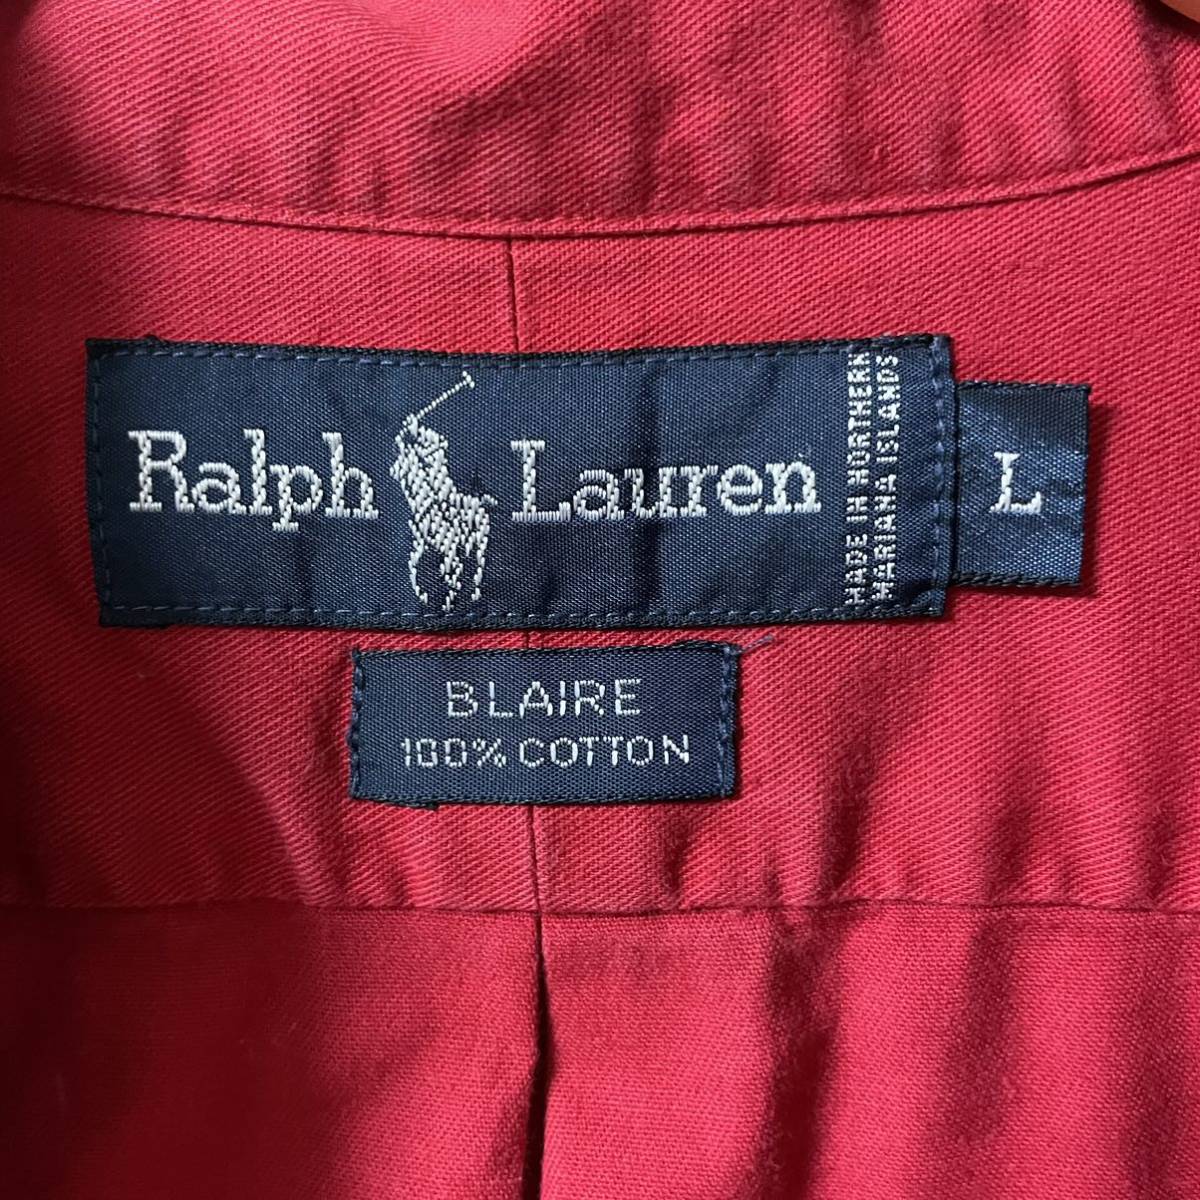 Ralph Lauren
MADE IN NORTHERN
MARIANA ISLANDS
L
BLAIRE
100% COTTON